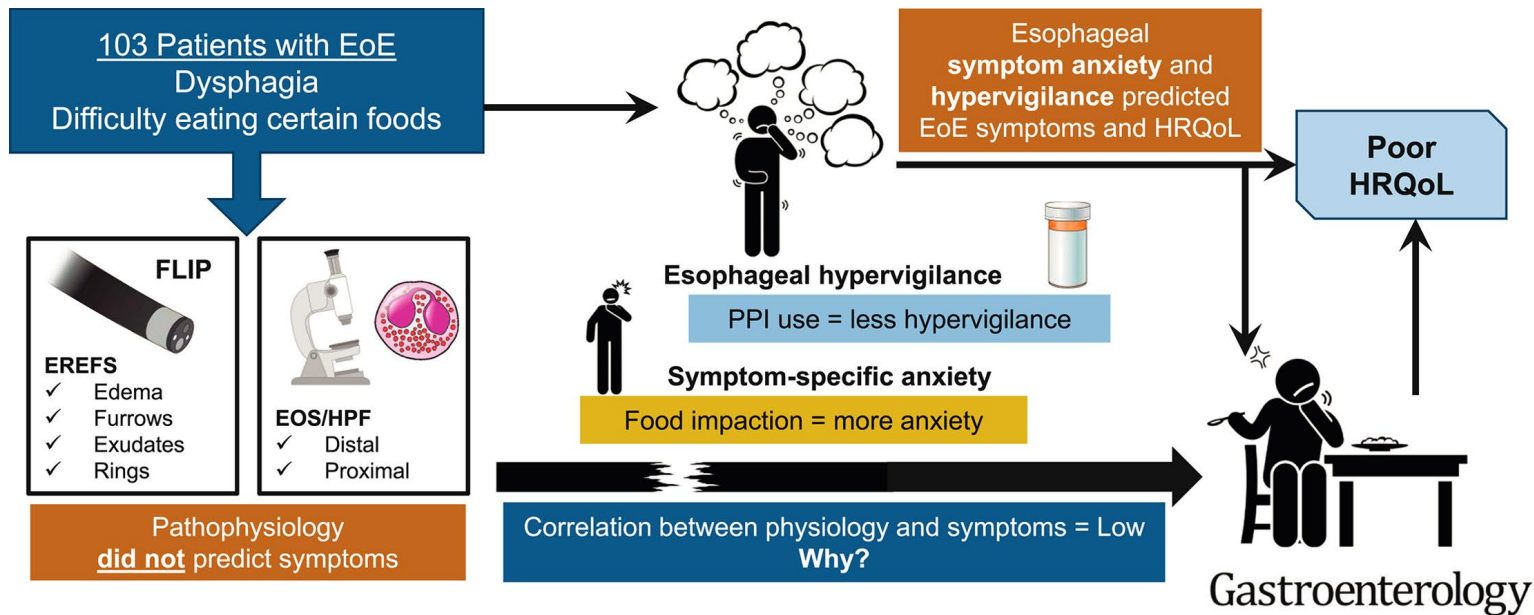 103 Patients with EoE
Dysphagia
Difficulty eating certain foods
FLIP
EREFS
✓ Edema
✓ Furrows
✓ Exudates
✓ Rings
EOS/HPF
✓ Distal
✓ Proximal
Pathophysiology
did not predict symptoms
Esophageal hypervigilance
PPI use = less hypervigilance
Symptom-specific anxiety
Food impaction = more anxiety
Correlation between physiology and symptoms = Low
Why?
Esophageal
symptom anxiety and
hypervigilance predicted
EoE symptoms and HRQoL
Poor
HRQoL
Gastroenterology